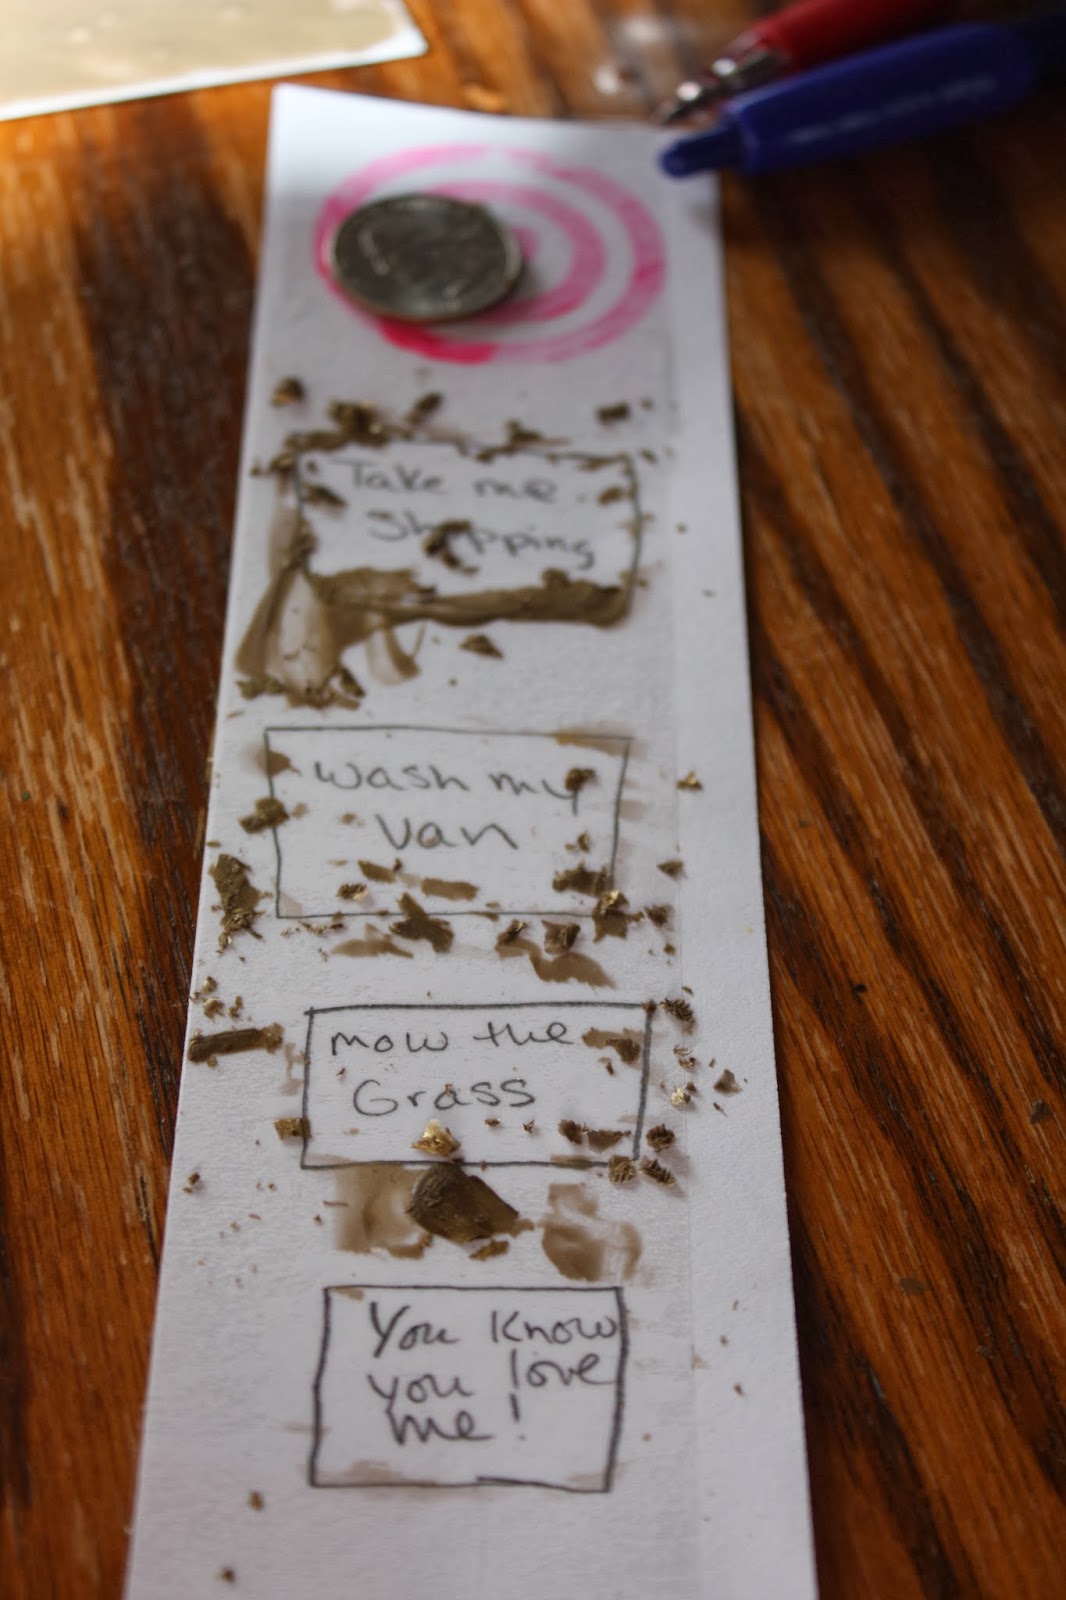 Take me
Shopping
wash my
van
mow the
Grass
You Know
you love
me!